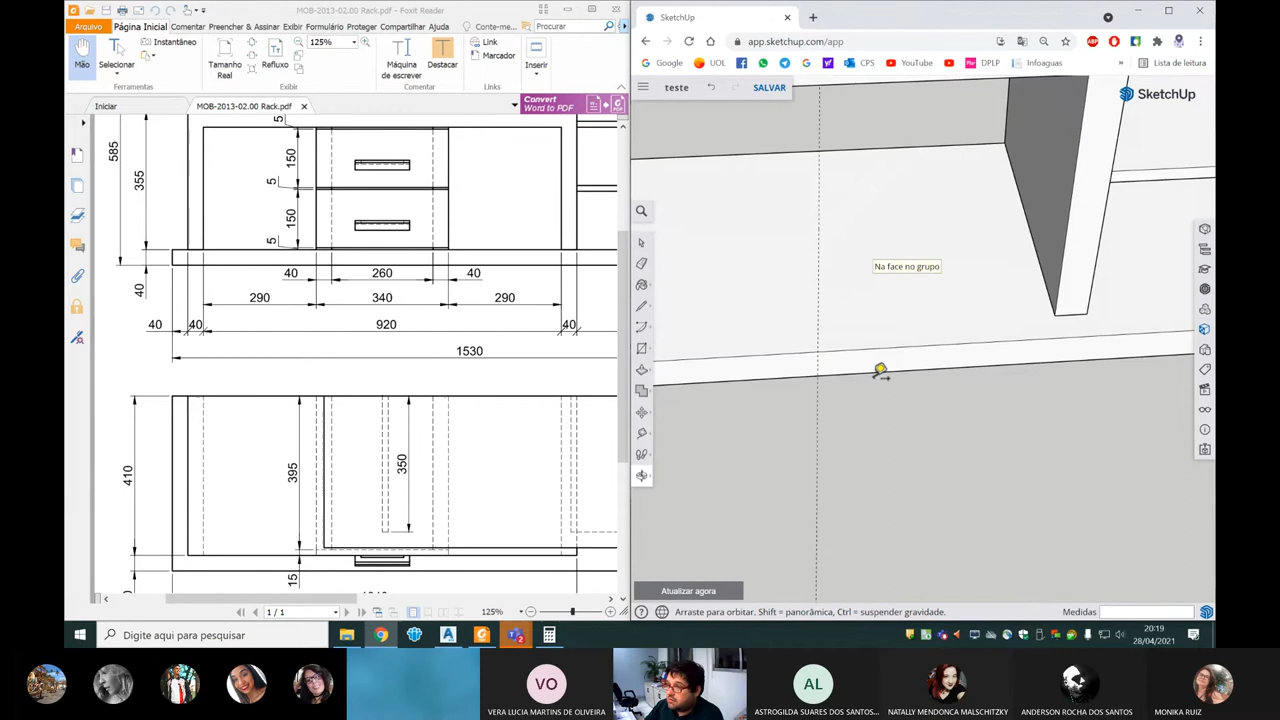 MOB-2013-02.00 Rack.pdf - Foxit Reader
Arquivo
Página Inicial
Comentar
Preencher & Assinar
Exibir
Formulário
Proteger
Compartilhar
Ajuda
Conte-me...
Procurar
Mão
Selecionar
Instantâneo
Tamanho Real
Refluxo
125%
Máquina de escrever
Destacar
Link
Marcador
Inserir
Ferramentas
Exibir
Comentar
Links
Iniciar
MOB-2013-02.00 Rack.pdf
Convert
Word to PDF
585
355
5
150
5
150
5
40
40
260
40
290
340
290
40
40
920
40
1530
410
395
350
15
1 / 1
125%
SketchUp
app.sketchup.com/app
Google
UOL
CPS
YouTube
DPLP
Infoaguas
Lista de leitura
teste
SALVAR
SketchUp
Na face no grupo
Atualizar agora
Arraste para orbitar. Shift = panorâmica, Ctrl = suspender gravidade.
Medidas
Digite aqui para pesquisar
20:19
28/04/2021
VO
VERA LUCIA MARTINS DE OLIVEIRA
AL
ASTROGILDA SUARES DOS SANTOS...
NATALLY MENDONCA MALSCHITZKY
ANDERSON ROCHA DOS SANTOS
MONIKA RUIZ